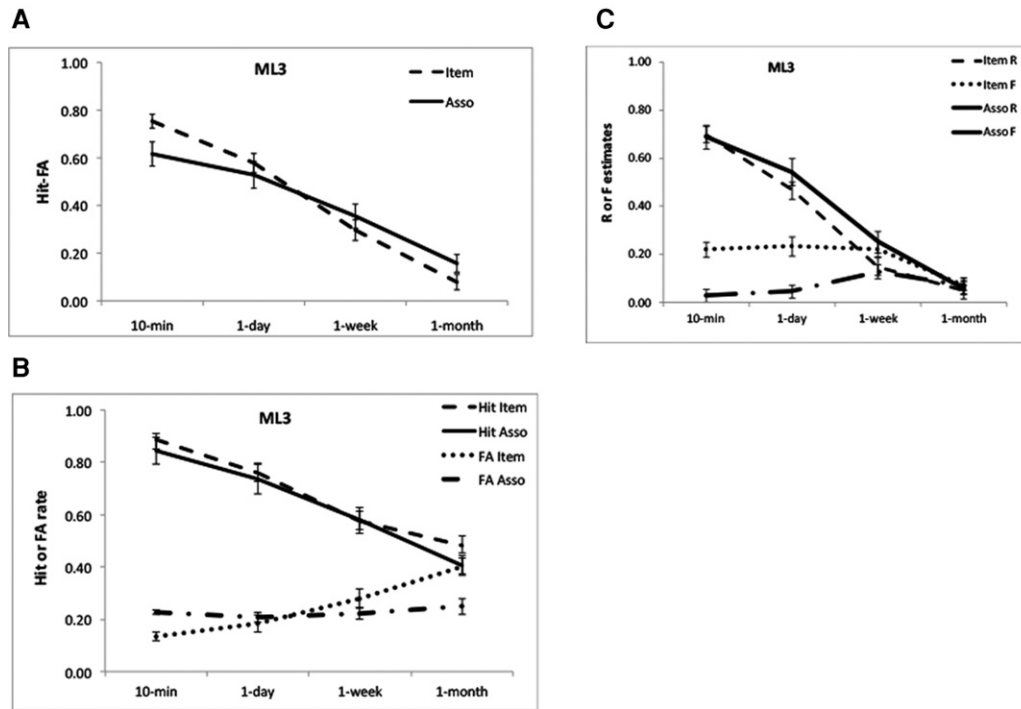 A
ML3
Item
Asso
Hit-FA
1.00
0.80
0.60
0.40
0.20
0.00
10-min 1-day 1-week 1-month
B
ML3
Hit Item
Hit Asso
FA Item
FA Asso
Hit or FA rate
1.00
0.80
0.60
0.40
0.20
0.00
10-min 1-day 1-week 1-month
C
ML3
Item R
Item F
Asso R
Asso F
R or F estimates
1.00
0.80
0.60
0.40
0.20
0.00
10-min 1-day 1-week 1-month